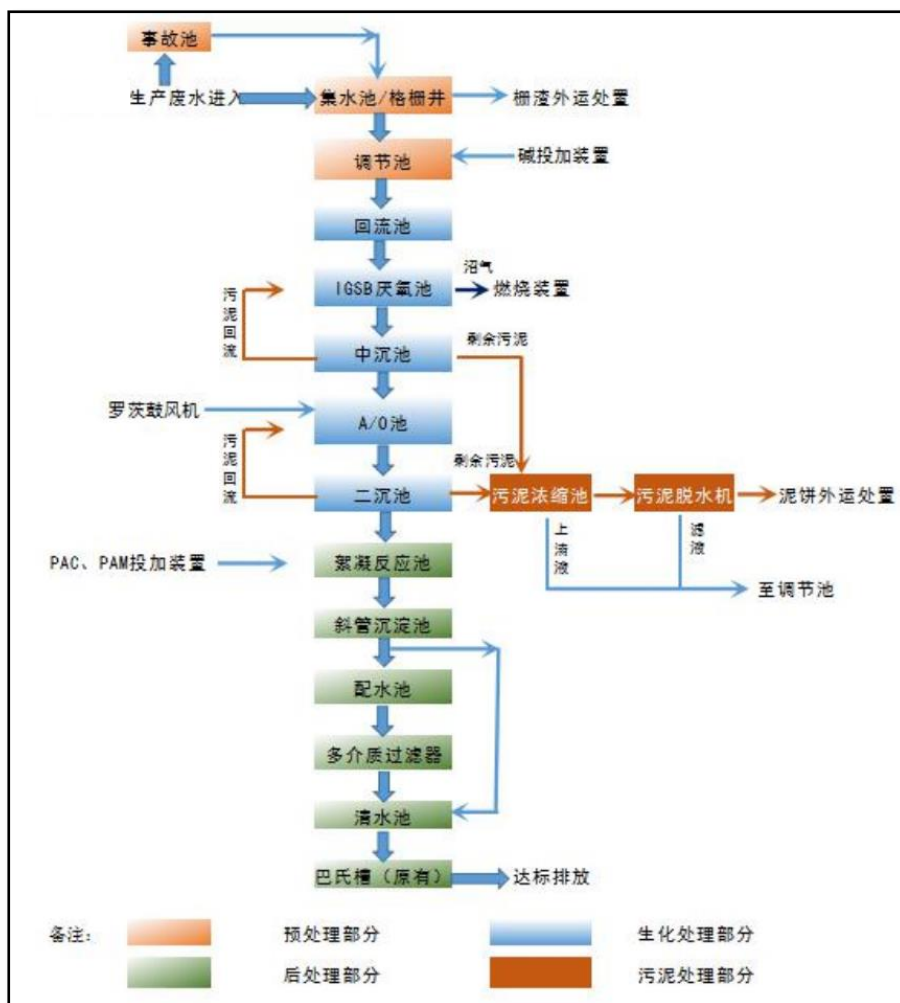 事故池
生产废水进入
集水池/格栅井
栅渣外运处置
调节池
碱投加装置
回流池
IGSB厌氧池
沼气
燃烧装置
污泥回流
中沉池
剩余污泥
罗茨鼓风机
A/O池
污泥回流
剩余污泥
二沉池
污泥浓缩池
污泥脱水机
泥饼外运处置
上清液
滤液
PAC、PAM投加装置
絮凝反应池
至调节池
斜管沉淀池
配水池
多介质过滤器
清水池
巴氏槽（原有）
达标排放
备注：
预处理部分
生化处理部分
后处理部分
污泥处理部分